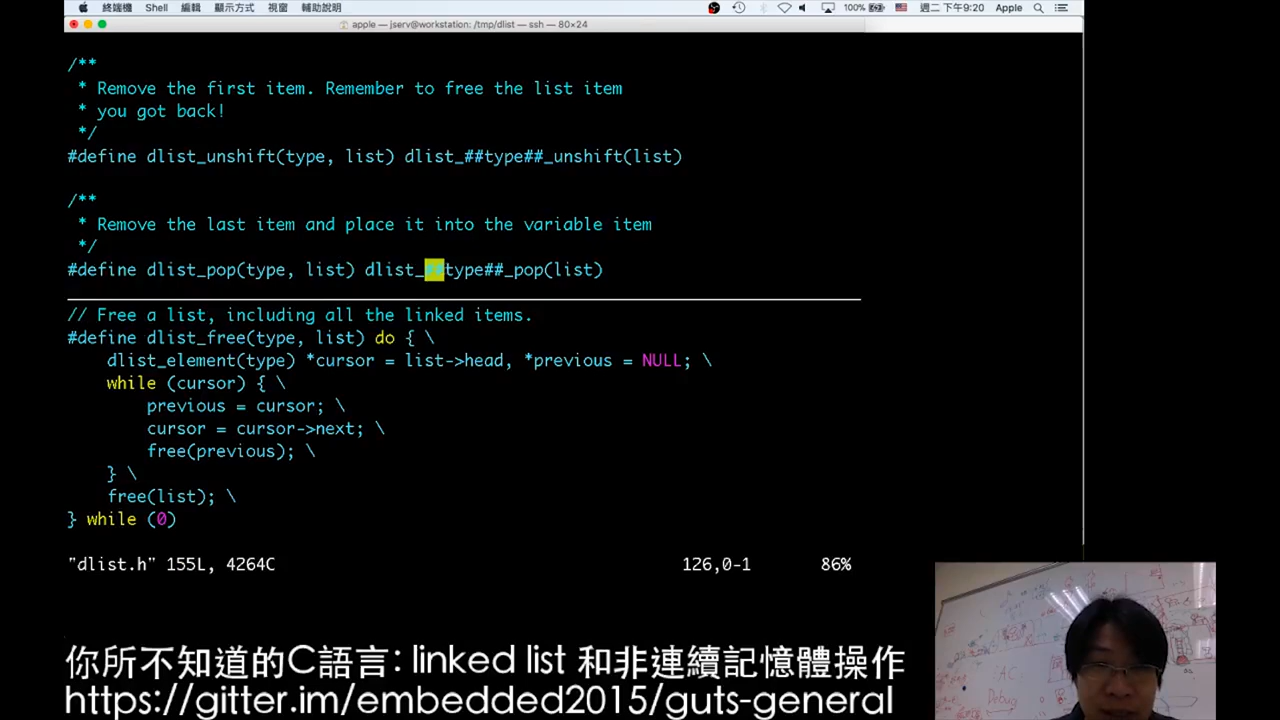 終端機 Shell 編輯 顯示方式 視窗 輔助說明 100% 週二 下午9:20 Apple
apple — jserv@workstation: /tmp/dlist — ssh — 80×24
/**
 * Remove the first item. Remember to free the list item
 * you got back!
 */
#define dlist_unshift(type, list) dlist_##type##_unshift(list)
/**
 * Remove the last item and place it into the variable item
 */
#define dlist_pop(type, list) dlist_##type##_pop(list)
// Free a list, including all the linked items.
#define dlist_free(type, list) do { \
    dlist_element(type) *cursor = list->head, *previous = NULL; \
    while (cursor) { \
        previous = cursor; \
        cursor = cursor->next; \
        free(previous); \
    } \
    free(list); \
} while (0)
"dlist.h" 155L, 4264C 126,0-1 86%
Debug
你所不知道的C語言: linked list 和非連續記憶體操作
https://gitter.im/embedded2015/guts-general